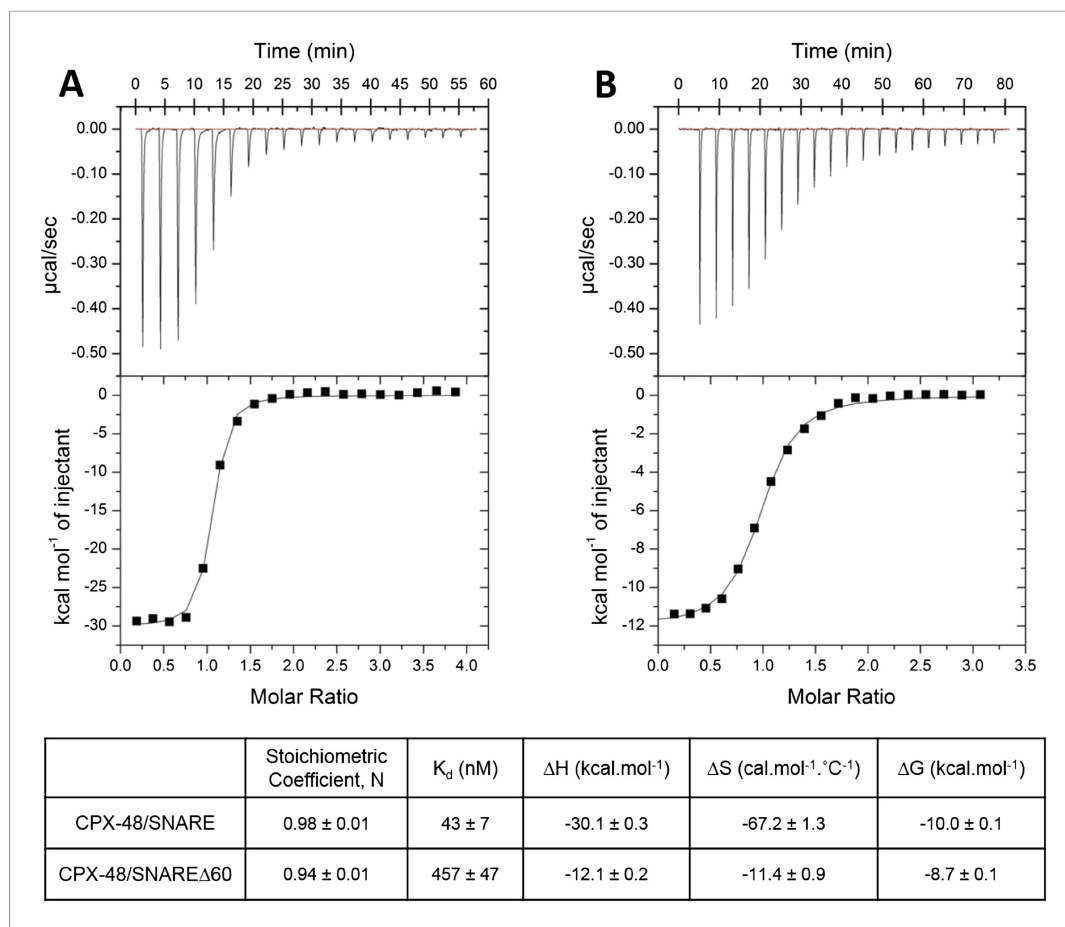 A
Time (min)
0 5 10 15 20 25 30 35 40 45 50 55 60
0.00
-0.10
-0.20
-0.30
-0.40
-0.50
µcal/sec
0
-5
-10
-15
-20
-25
-30
kcal mol-1 of injectant
0.0 0.5 1.0 1.5 2.0 2.5 3.0 3.5 4.0
Molar Ratio
B
Time (min)
0 10 20 30 40 50 60 70 80
0.00
-0.10
-0.20
-0.30
-0.40
-0.50
µcal/sec
0
-2
-4
-6
-8
-10
-12
kcal mol-1 of injectant
0.0 0.5 1.0 1.5 2.0 2.5 3.0 3.5
Molar Ratio
Stoichiometric
Coefficient, N
Kd (nM)
ΔH (kcal.mol-1)
ΔS (cal.mol-1.°C-1)
ΔG (kcal.mol-1)
CPX-48/SNARE 0.98 ± 0.01 43 ± 7 -30.1 ± 0.3 -67.2 ± 1.3 -10.0 ± 0.1
CPX-48/SNAREΔ60 0.94 ± 0.01 457 ± 47 -12.1 ± 0.2 -11.4 ± 0.9 -8.7 ± 0.1